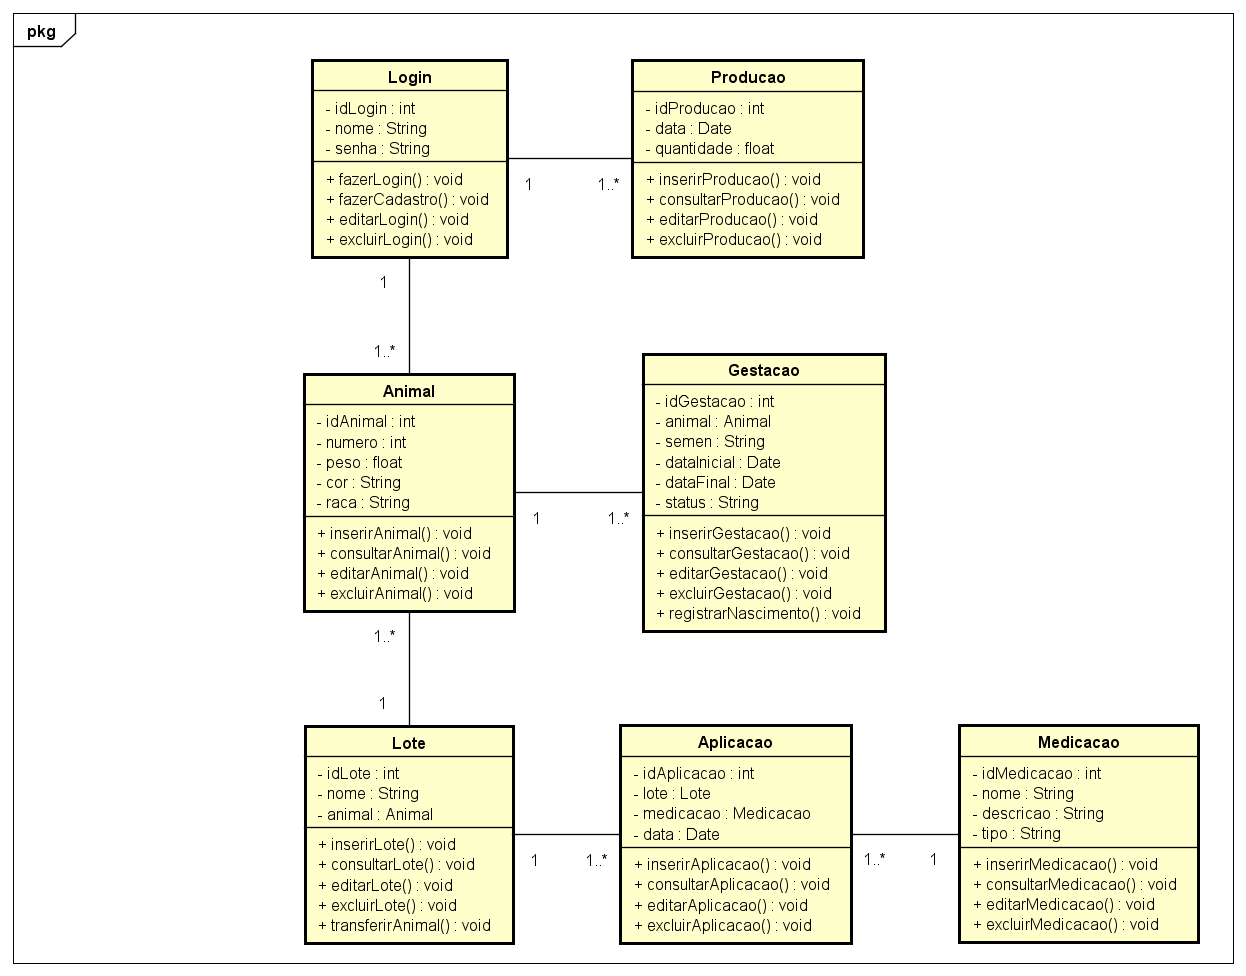 pkg
Login
- idLogin : int
- nome : String
- senha : String
+ fazerLogin() : void
+ fazerCadastro() : void
+ editarLogin() : void
+ excluirLogin() : void
1
1..*
Producao
- idProducao : int
- data : Date
- quantidade : float
+ inserirProducao() : void
+ consultarProducao() : void
+ editarProducao() : void
+ excluirProducao() : void
1
1..*
Animal
- idAnimal : int
- numero : int
- peso : float
- cor : String
- raca : String
+ inserirAnimal() : void
+ consultarAnimal() : void
+ editarAnimal() : void
+ excluirAnimal() : void
1
1..*
Gestacao
- idGestacao : int
- animal : Animal
- semen : String
- dataInicial : Date
- dataFinal : Date
- status : String
+ inserirGestacao() : void
+ consultarGestacao() : void
+ editarGestacao() : void
+ excluirGestacao() : void
+ registrarNascimento() : void
1..*
1
Lote
- idLote : int
- nome : String
- animal : Animal
+ inserirLote() : void
+ consultarLote() : void
+ editarLote() : void
+ excluirLote() : void
+ transferirAnimal() : void
1
1..*
Aplicacao
- idAplicacao : int
- lote : Lote
- medicacao : Medicacao
- data : Date
+ inserirAplicacao() : void
+ consultarAplicacao() : void
+ editarAplicacao() : void
+ excluirAplicacao() : void
1..*
1
Medicacao
- idMedicacao : int
- nome : String
- descricao : String
- tipo : String
+ inserirMedicacao() : void
+ consultarMedicacao() : void
+ editarMedicacao() : void
+ excluirMedicacao() : void